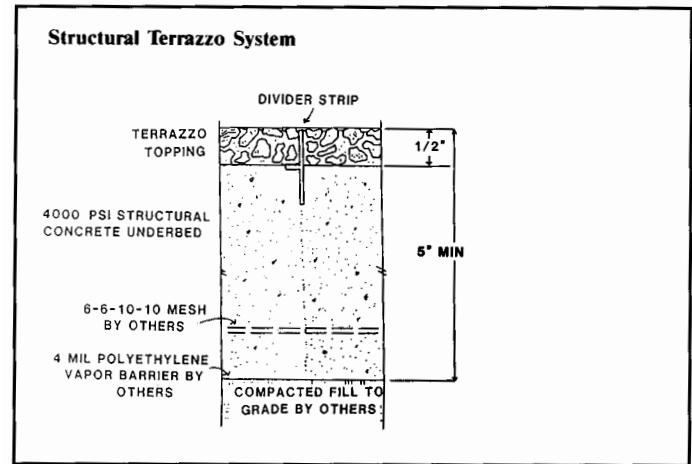 Structural Terrazzo System
DIVIDER STRIP
TERRAZZO
TOPPING
1/2"
4000 PSI STRUCTURAL
CONCRETE UNDERBED
5" MIN
6-6-10-10 MESH
BY OTHERS
4 MIL POLYETHYLENE
VAPOR BARRIER BY
OTHERS
COMPACTED FILL TO
GRADE BY OTHERS